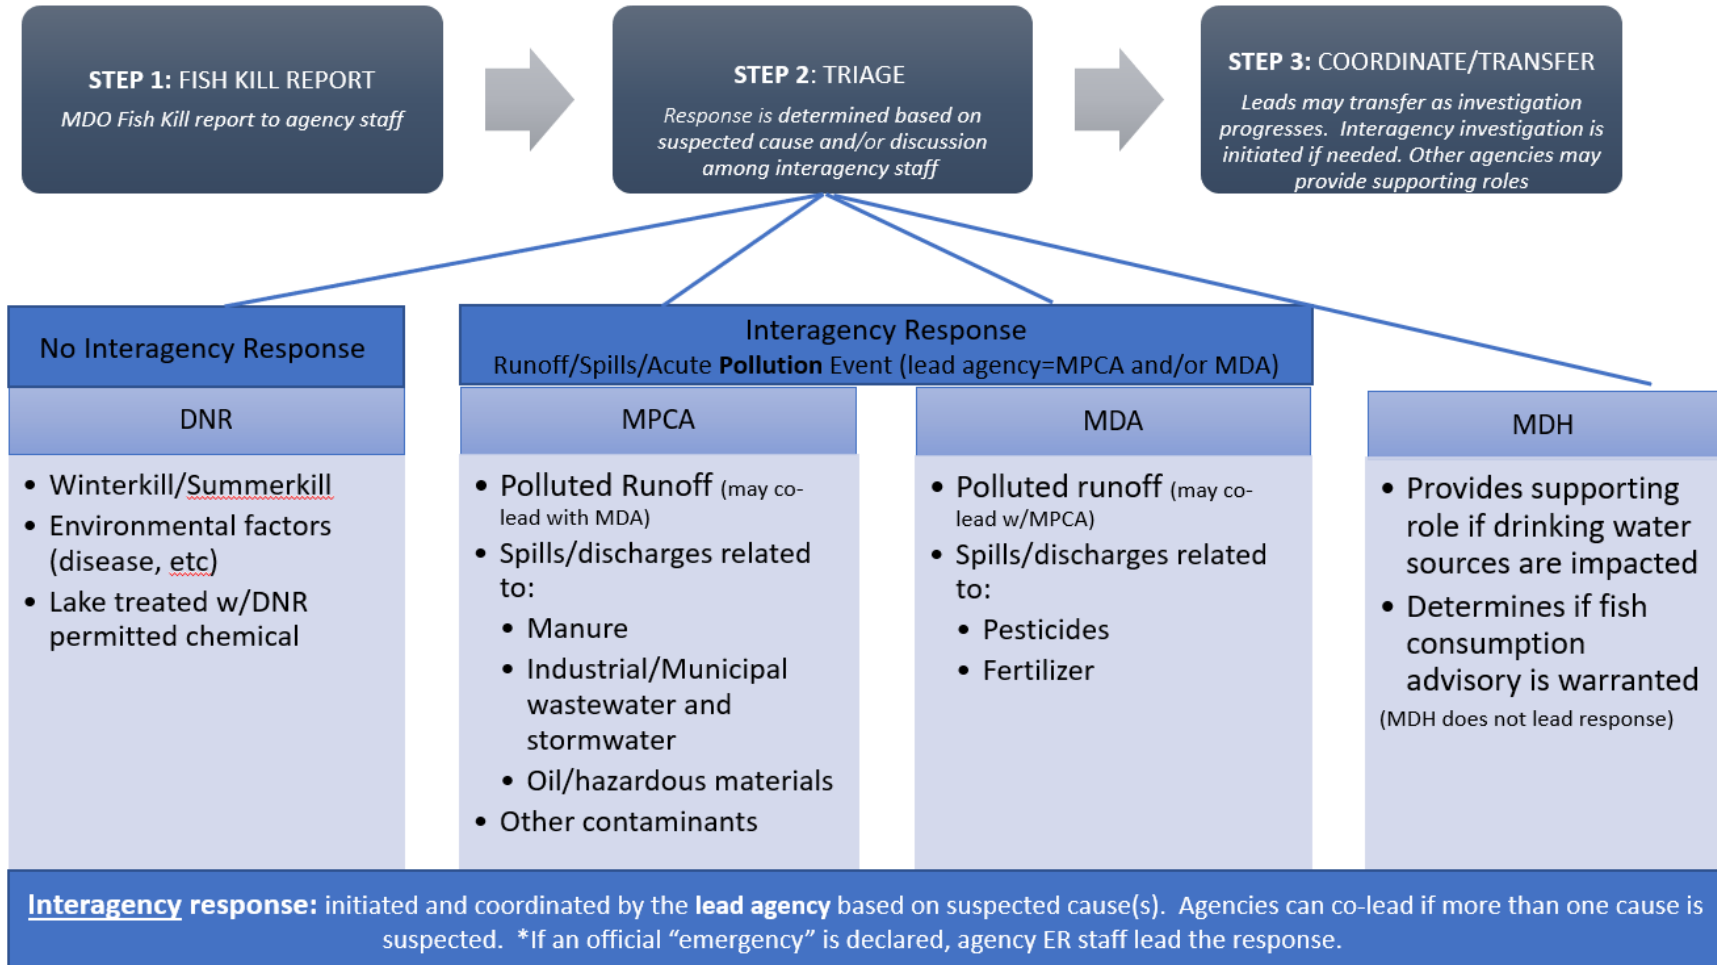 STEP 1: FISH KILL REPORT
MDO Fish Kill report to agency staff
STEP 2: TRIAGE
Response is determined based on
suspected cause and/or discussion
among interagency staff
STEP 3: COORDINATE/TRANSFER
Leads may transfer as investigation
progresses. Interagency investigation is
initiated if needed. Other agencies may
provide supporting roles
No Interagency Response
Interagency Response
Runoff/Spills/Acute Pollution Event (lead agency=MPCA and/or MDA)
DNR
• Winterkill/Summerkill
• Environmental factors
(disease, etc)
• Lake treated w/DNR
permitted chemical
MPCA
• Polluted Runoff (may co-
lead with MDA)
• Spills/discharges related
to:
• Manure
• Industrial/Municipal
wastewater and
stormwater
• Oil/hazardous materials
• Other contaminants
MDA
• Polluted runoff (may co-
lead w/MPCA)
• Spills/discharges related
to:
• Pesticides
• Fertilizer
MDH
• Provides supporting
role if drinking water
sources are impacted
• Determines if fish
consumption
advisory is warranted
(MDH does not lead response)
Interagency response: initiated and coordinated by the lead agency based on suspected cause(s). Agencies can co-lead if more than one cause is
suspected. *If an official “emergency” is declared, agency ER staff lead the response.